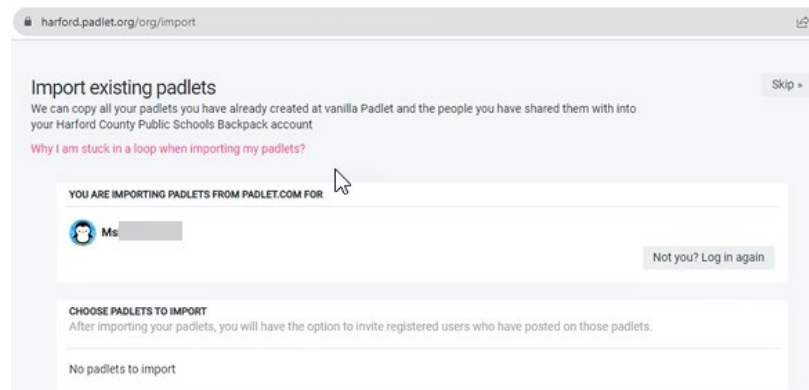 harford.padlet.org/org/import
Import existing padlets
Skip »
We can copy all your padlets you have already created at vanilla Padlet and the people you have shared them with into
your Harford County Public Schools Backpack account
Why I am stuck in a loop when importing my padlets?
YOU ARE IMPORTING PADLETS FROM PADLET.COM FOR
Ms
Not you? Log in again
CHOOSE PADLETS TO IMPORT
After importing your padlets, you will have the option to invite registered users who have posted on those padlets.
No padlets to import